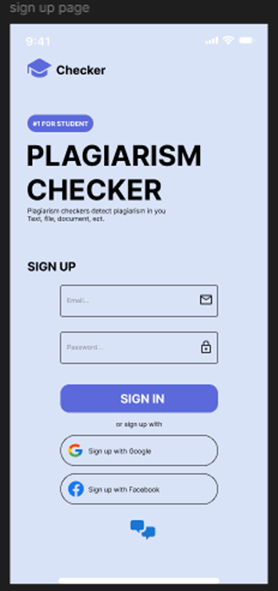 sign up page
9:41
Checker
#1 FOR STUDENT
PLAGIARISM
CHECKER
Plagiarism checkers detect plagiarism in you
Text, file, document, ect.
SIGN UP
Email...
Password...
SIGN IN
or sign up with
Sign up with Google
Sign up with Facebook